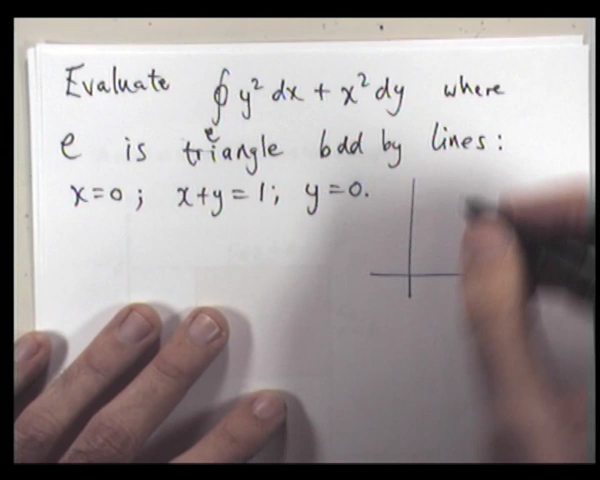 Evaluate ∮ y² dx + x² dy where
C
C is triangle bdd by lines:
x=0; x+y=1; y=0.